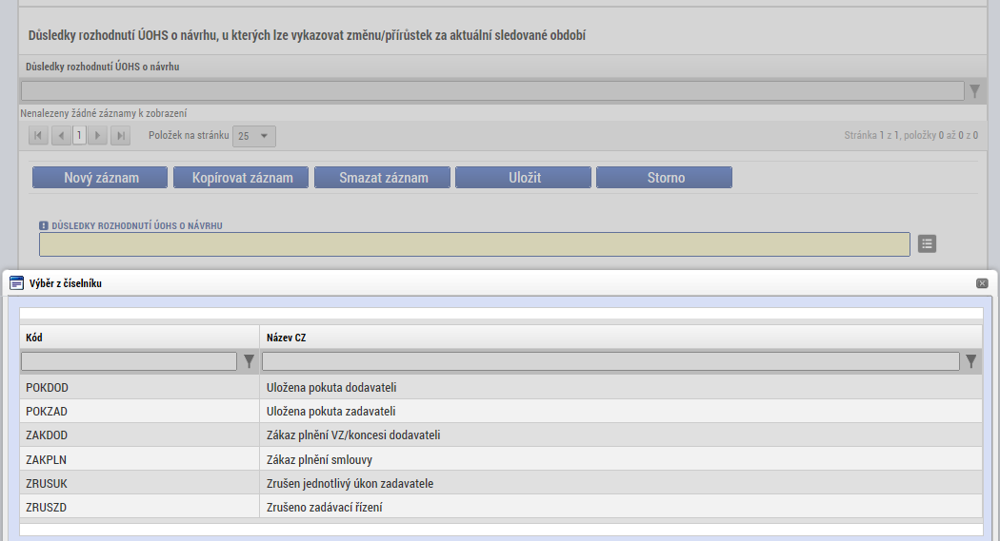 Důsledky rozhodnutí ÚOHS o návrhu, u kterých lze vykazovat změnu/přírůstek za aktuální sledované období
Důsledky rozhodnutí ÚOHS o návrhu
Nenalezeny žádné záznamy k zobrazení
1 Položek na stránku 25 Stránka 1 z 1, položky 0 až 0 z 0
Nový záznam Kopírovat záznam Smazat záznam Uložit Storno
DŮSLEDKY ROZHODNUTÍ ÚOHS O NÁVRHU
Výběr z číselníku
Kód Název CZ
POKDOD Uložena pokuta dodavateli
POKZAD Uložena pokuta zadavateli
ZAKDOD Zákaz plnění VZ/koncesi dodavateli
ZAKPLN Zákaz plnění smlouvy
ZRUSUK Zrušen jednotlivý úkon zadavatele
ZRUSZD Zrušeno zadávací řízení